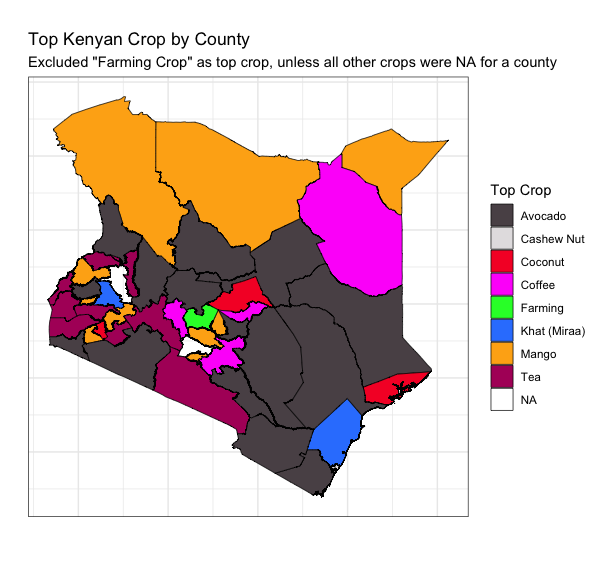 Top Kenyan Crop by County
Excluded "Farming Crop" as top crop, unless all other crops were NA for a county
Top Crop
Avocado
Cashew Nut
Coconut
Coffee
Farming
Khat (Miraa)
Mango
Tea
NA